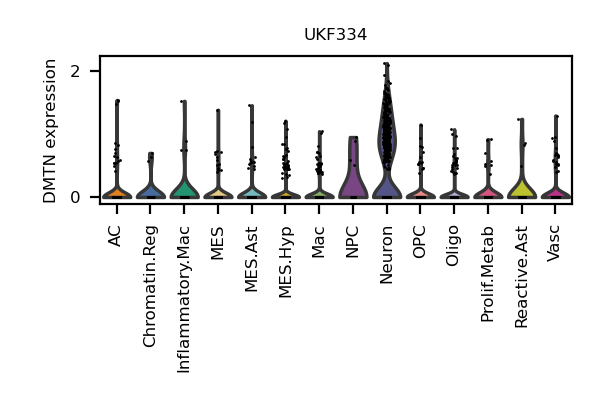 UKF334
DMTN expression
2
0
AC
Chromatin.Reg
Inflammatory.Mac
MES
MES.Ast
MES.Hyp
Mac
NPC
Neuron
OPC
Oligo
Prolif.Metab
Reactive.Ast
Vasc